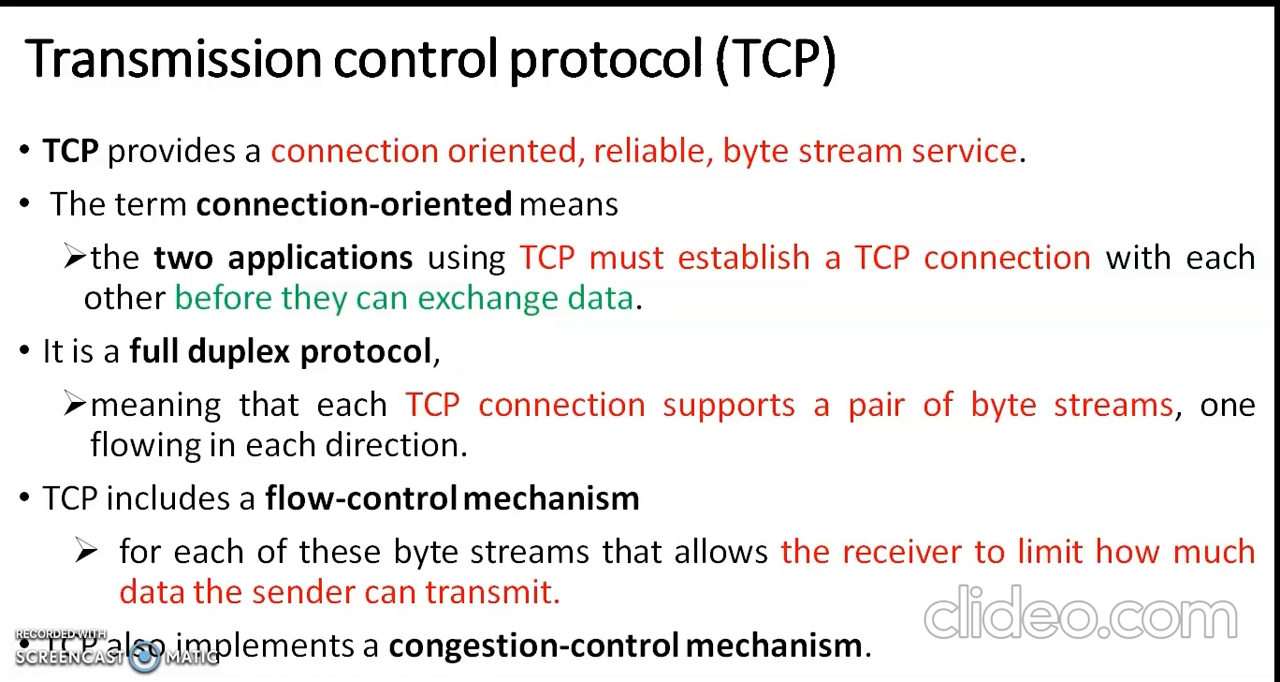 Transmission control protocol (TCP)
• TCP provides a connection oriented, reliable, byte stream service.
• The term connection-oriented means
➢the two applications using TCP must establish a TCP connection with each
other before they can exchange data.
• It is a full duplex protocol,
➢meaning that each TCP connection supports a pair of byte streams, one
flowing in each direction.
• TCP includes a flow-control mechanism
➢ for each of these byte streams that allows the receiver to limit how much
data the sender can transmit.
• TCP also implements a congestion-control mechanism.
clideo.com
RECORDED WITH
SCREENCAST MATIC